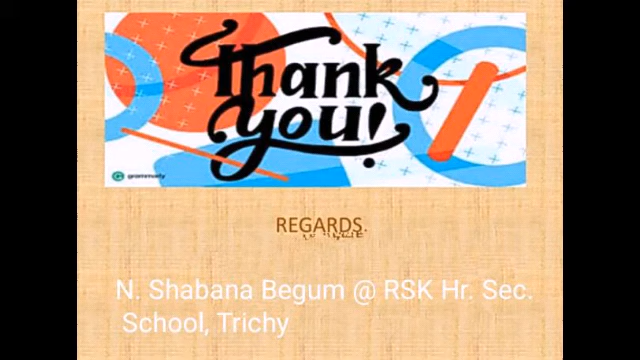 Thank
you!
grammarly
REGARDS.
N. Shabana Begum @ RSK Hr. Sec.
School, Trichy